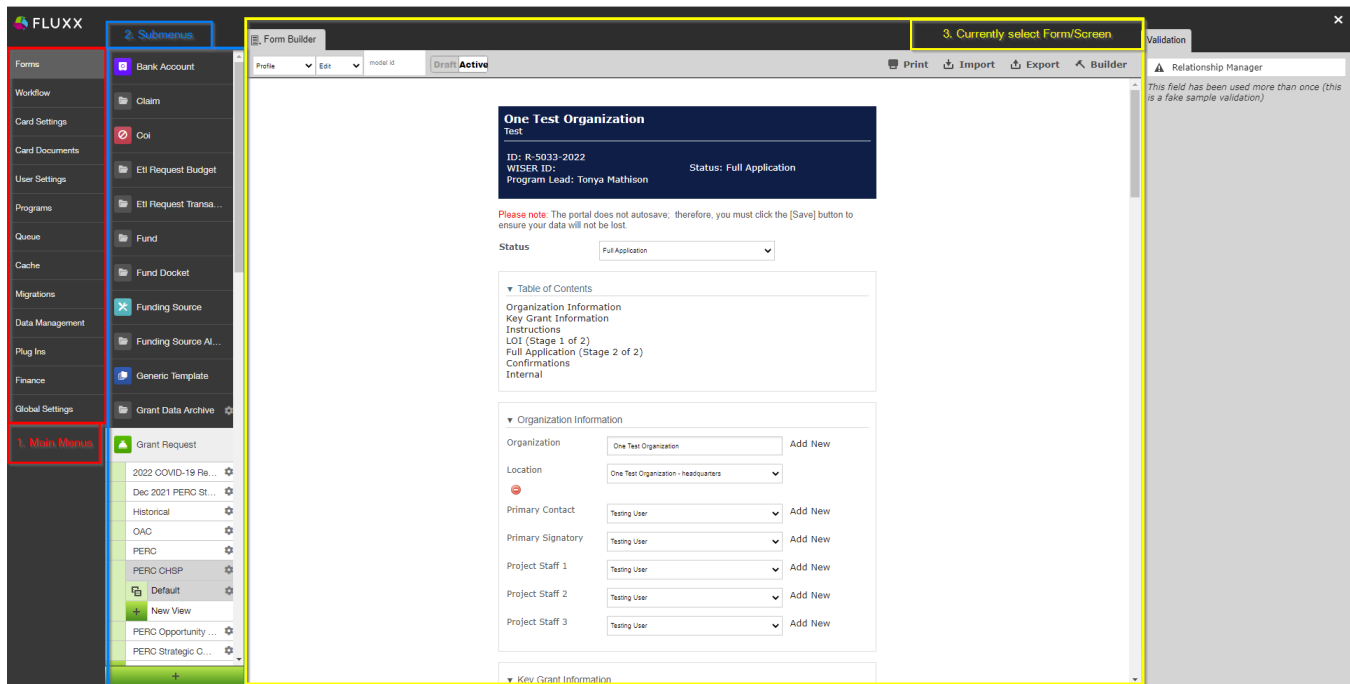 FLUXX
2. Submenus
3. Currently select Form/Screen
Forms
Workflow
Card Settings
Card Documents
User Settings
Programs
Queue
Cache
Migrations
Data Management
Plug Ins
Finance
Global Settings
1. Main Menus
Bank Account
Claim
Coi
Etl Request Budget
Etl Request Transa...
Fund
Fund Docket
Funding Source
Funding Source Al...
Generic Template
Grant Data Archive
Grant Request
2022 COVID-19 Re...
Dec 2021 PERC St...
Historical
OAC
PERC
PERC CHSP
Default
+ New View
PERC Opportunity ...
PERC Strategic C...
+
Form Builder
Profile Edit model id Draft Active
Print Import Export Builder
One Test Organization
Test
ID: R-5033-2022
WISER ID: Status: Full Application
Program Lead: Tonya Mathison
Please note: The portal does not autosave; therefore, you must click the [Save] button to
ensure your data will not be lost.
Status Full Application
Table of Contents
Organization Information
Key Grant Information
Instructions
LOI (Stage 1 of 2)
Full Application (Stage 2 of 2)
Confirmations
Internal
Organization Information
Organization One Test Organization Add New
Location One Test Organization - headquarters
Primary Contact Testing User Add New
Primary Signatory Testing User Add New
Project Staff 1 Testing User Add New
Project Staff 2 Testing User Add New
Project Staff 3 Testing User Add New
Key Grant Information
Validation
Relationship Manager
This field has been used more than once (this
is a fake sample validation)